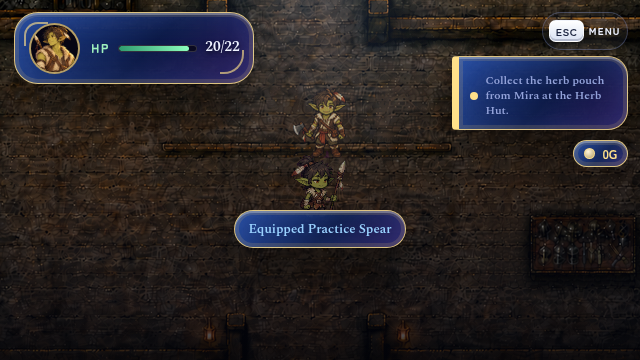 HP 20/22
ESC MENU
Collect the herb pouch
from Mira at the Herb
Hut.
0G
Equipped Practice Spear